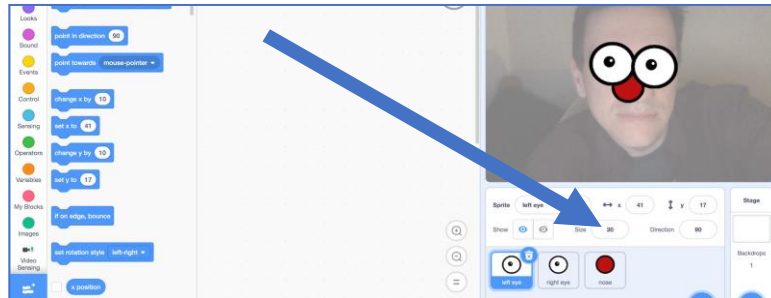 Looks
Sound
Events
Control
Sensing
Operators
Variables
My Blocks
Images
Video
Sensing
point in direction 90
point towards mouse-pointer
change x by 10
set x to 41
change y by 10
set y to 17
if on edge, bounce
set rotation style left-right
x position
Sprite left eye x 41 y 17
Show Size 30 Direction 90
left eye
right eye
nose
Stage
Backdrops
1